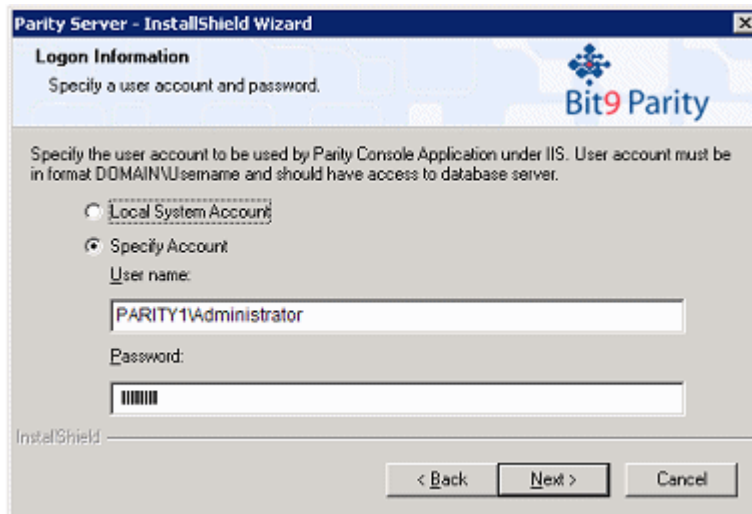 Parity Server - InstallShield Wizard
Logon Information
Specify a user account and password.
Bit9 Parity
Specify the user account to be used by Parity Console Application under IIS. User account must be
in format DOMAIN\Username and should have access to database server.
Local System Account
Specify Account
User name:
PARITY1\Administrator
Password:
InstallShield
< Back
Next >
Cancel